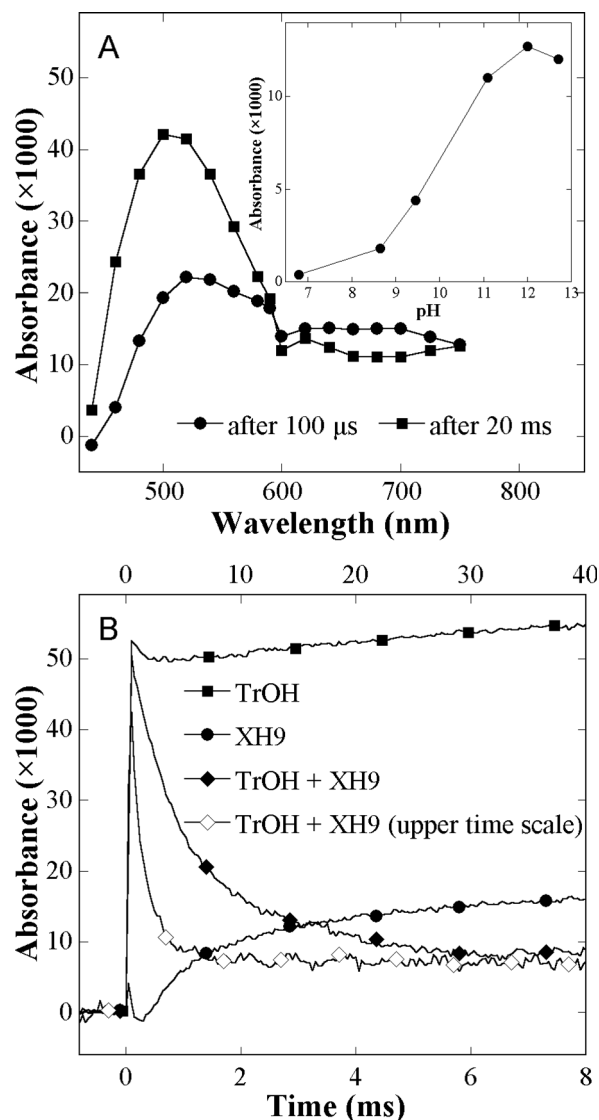 A
Absorbance (×1000)
50
40
30
20
10
0
after 100 µs
after 20 ms
500
600
700
800
Wavelength (nm)
Absorbance (×1000)
10
5
0
7
8
9
10
11
12
13
pH
0
10
20
30
40
B
Absorbance (×1000)
50
40
30
20
10
0
TrOH
XH9
TrOH + XH9
TrOH + XH9 (upper time scale)
0
2
4
6
8
Time (ms)